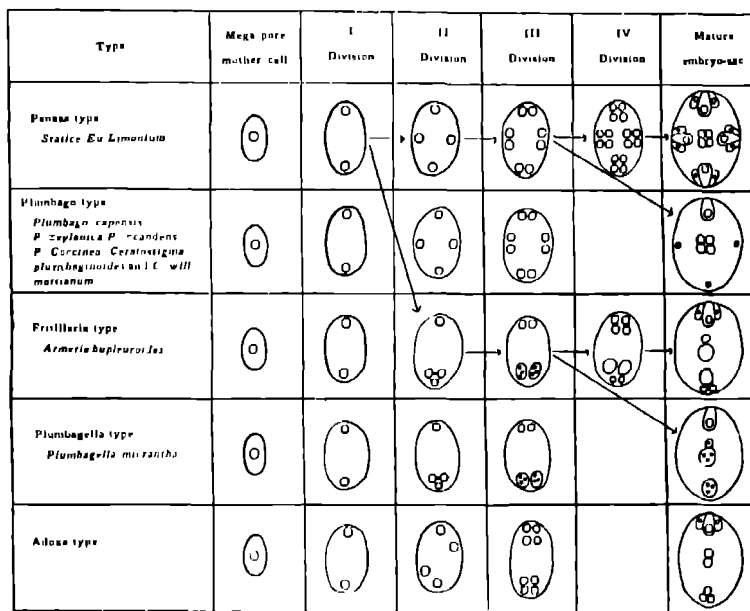 Type
Mega pore
mother cell
I
Division
II
Division
III
Division
IV
Division
Mature
embryo-sac
Penaea type
Statice Eu Limonium
Plumbago type
Plumbago capensis
P zeylanica P scandens
P Coccinea Ceratostigma
plumbaginoides C will
mottianum
Fritillaria type
Armeria bupleuroides
Plumbagella type
Plumbagella micrantha
Adoxa type